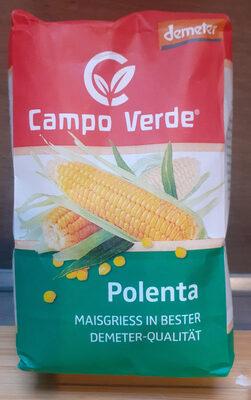 demeter
Campo Verde®
Polenta
MAISGRIESS IN BESTER
DEMETER-QUALITÄT